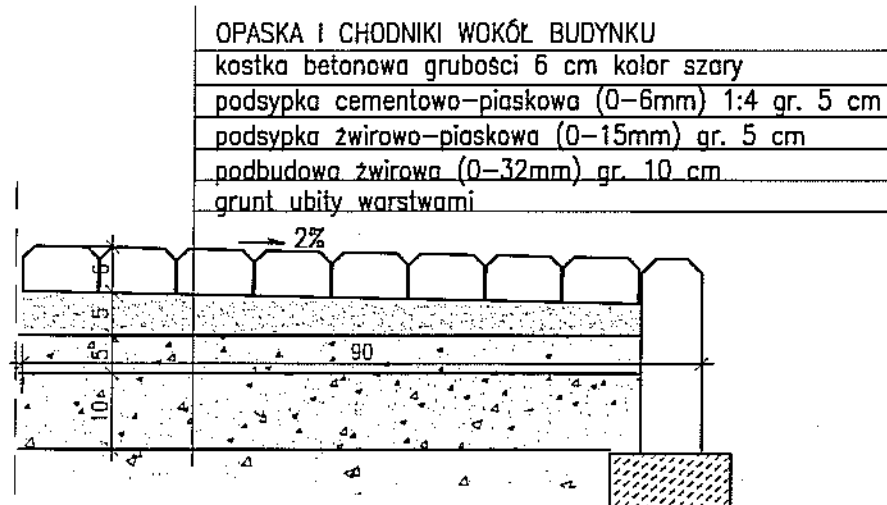 OPASKA I CHODNIKI WOKÓŁ BUDYNKU
kostka betonowa grubości 6 cm kolor szary
podsypka cementowo-piaskowa (0-6mm) 1:4 gr. 5 cm
podsypka żwirowo-piaskowa (0-15mm) gr. 5 cm
podbudowa żwirowa (0-32mm) gr. 10 cm
grunt ubity warstwami
2%
6
5
5
90
10